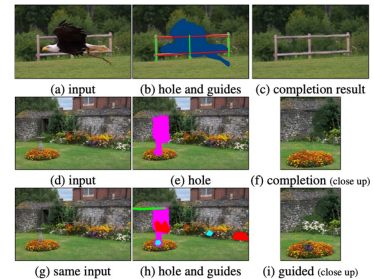 (a) input (b) hole and guides (c) completion result
(d) input (e) hole (f) completion (close up)
(g) same input (h) hole and guides (i) guided (close up)